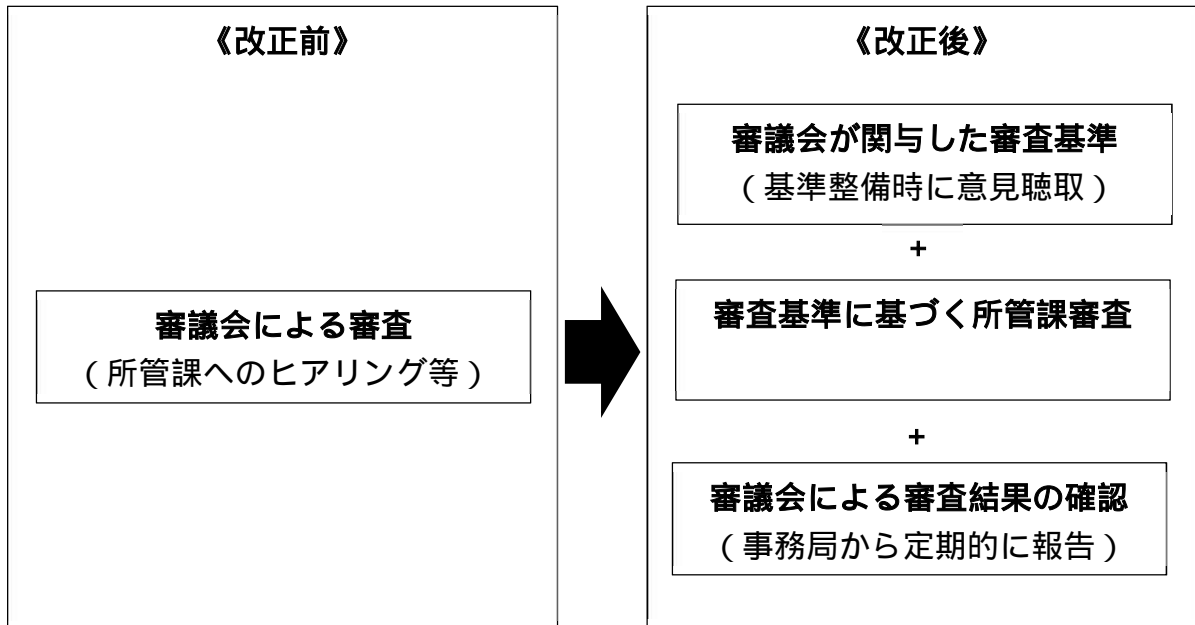 《改正前》
審議会による審査
（所管課へのヒアリング等）
《改正後》
審議会が関与した審査基準
（基準整備時に意見聴取）
+
審査基準に基づく所管課審査
+
審議会による審査結果の確認
（事務局から定期的に報告）